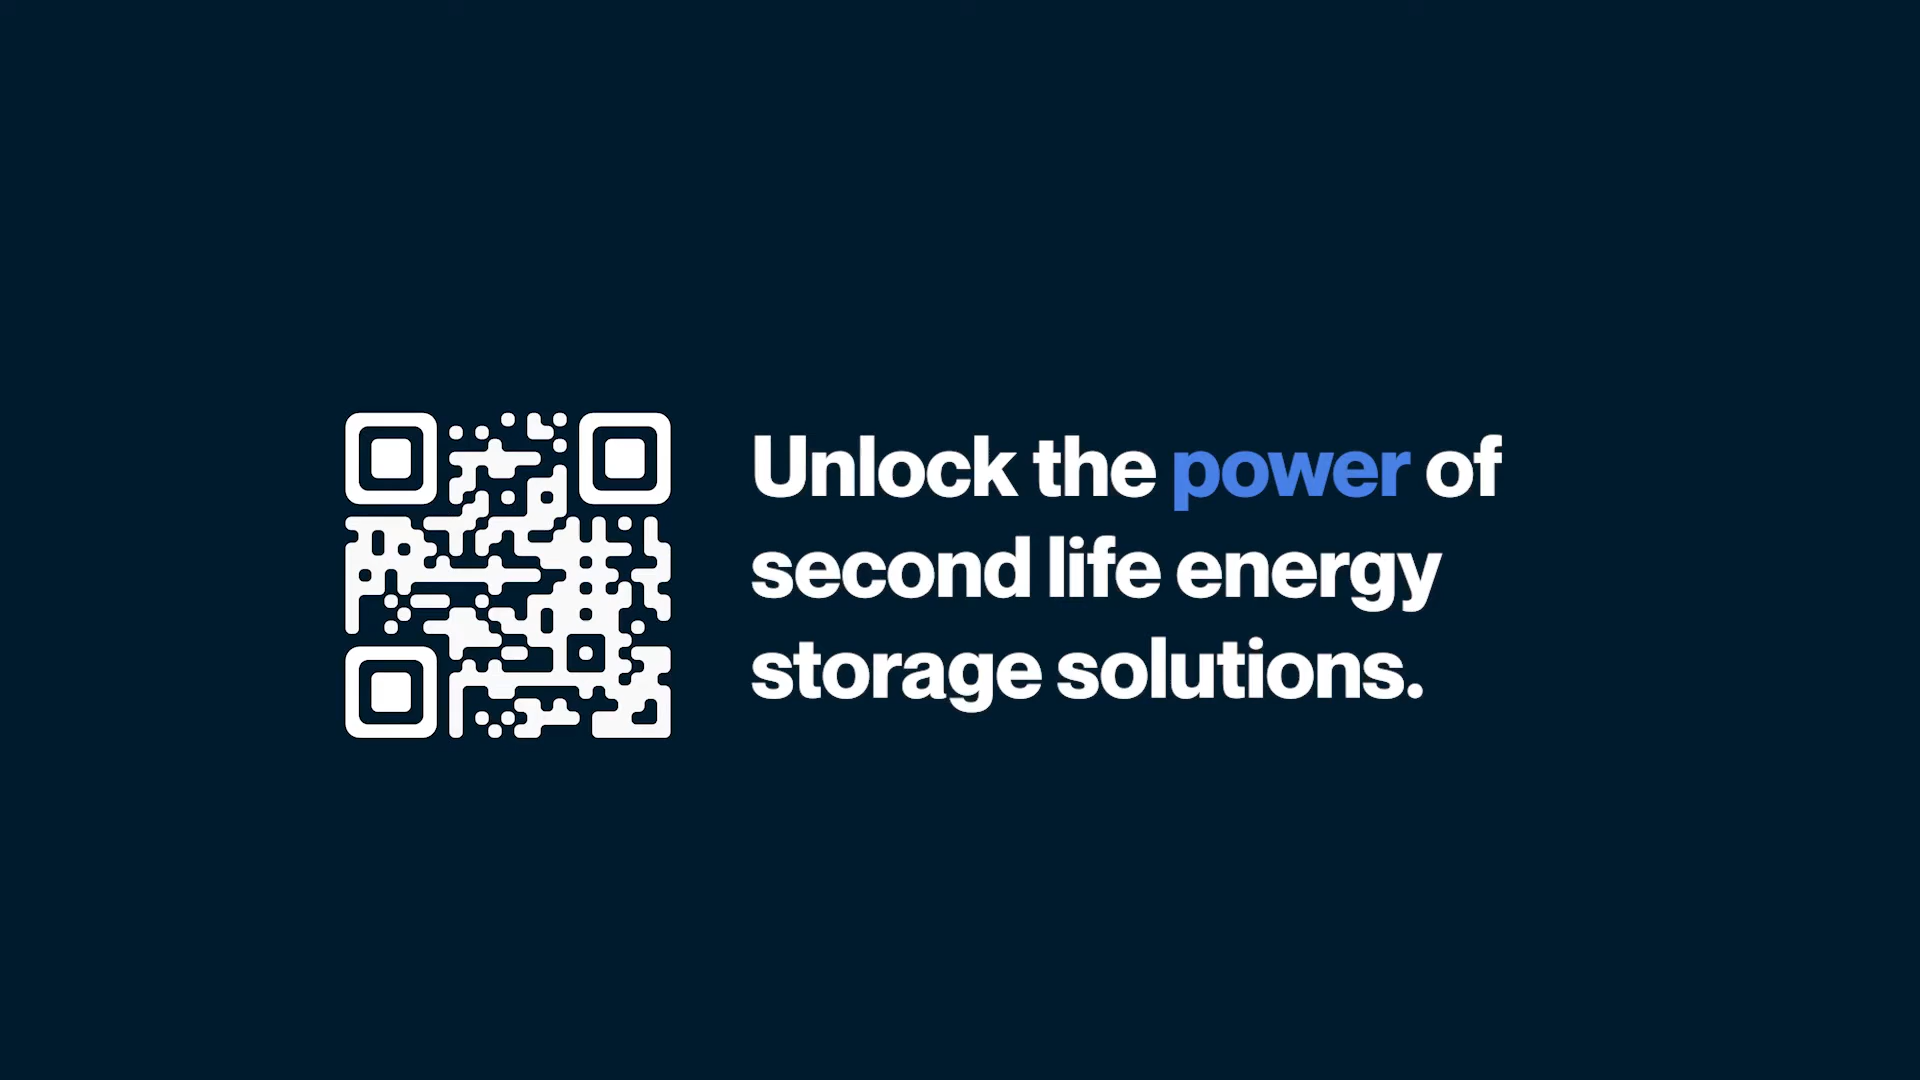 Unlock the power of
second life energy
storage solutions.